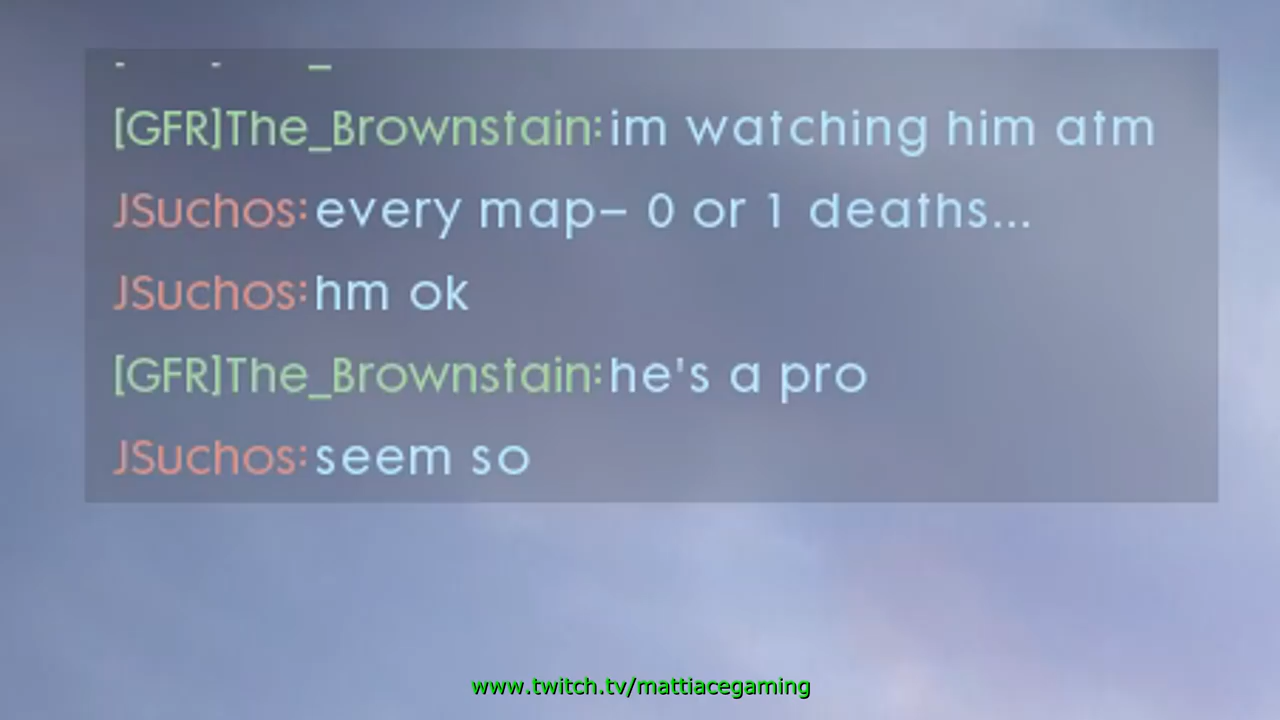 [GFR]The_Brownstain: im watching him atm
JSuchos: every map- 0 or 1 deaths...
JSuchos: hm ok
[GFR]The_Brownstain: he's a pro
JSuchos: seem so
www.twitch.tv/mattiacegaming